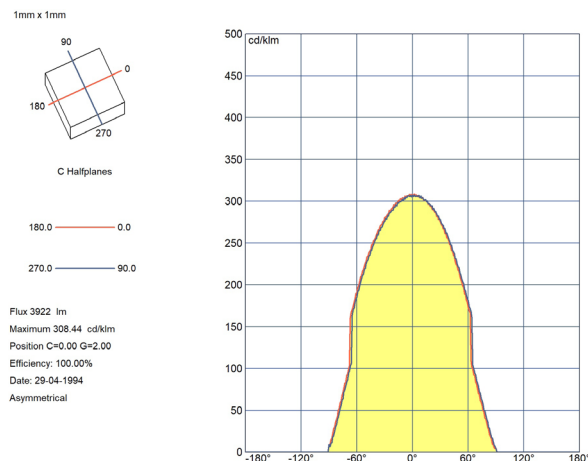 1mm x 1mm
90
0
180
270
C Halfplanes
180.0 0.0
270.0 90.0
Flux 3922 lm
Maximum 308.44 cd/klm
Position C=0.00 G=2.00
Efficiency: 100.00%
Date: 29-04-1994
Asymmetrical
cd/klm
500
450
400
350
300
250
200
150
100
50
0
-180° -120° -60° 0° 60° 120° 180°